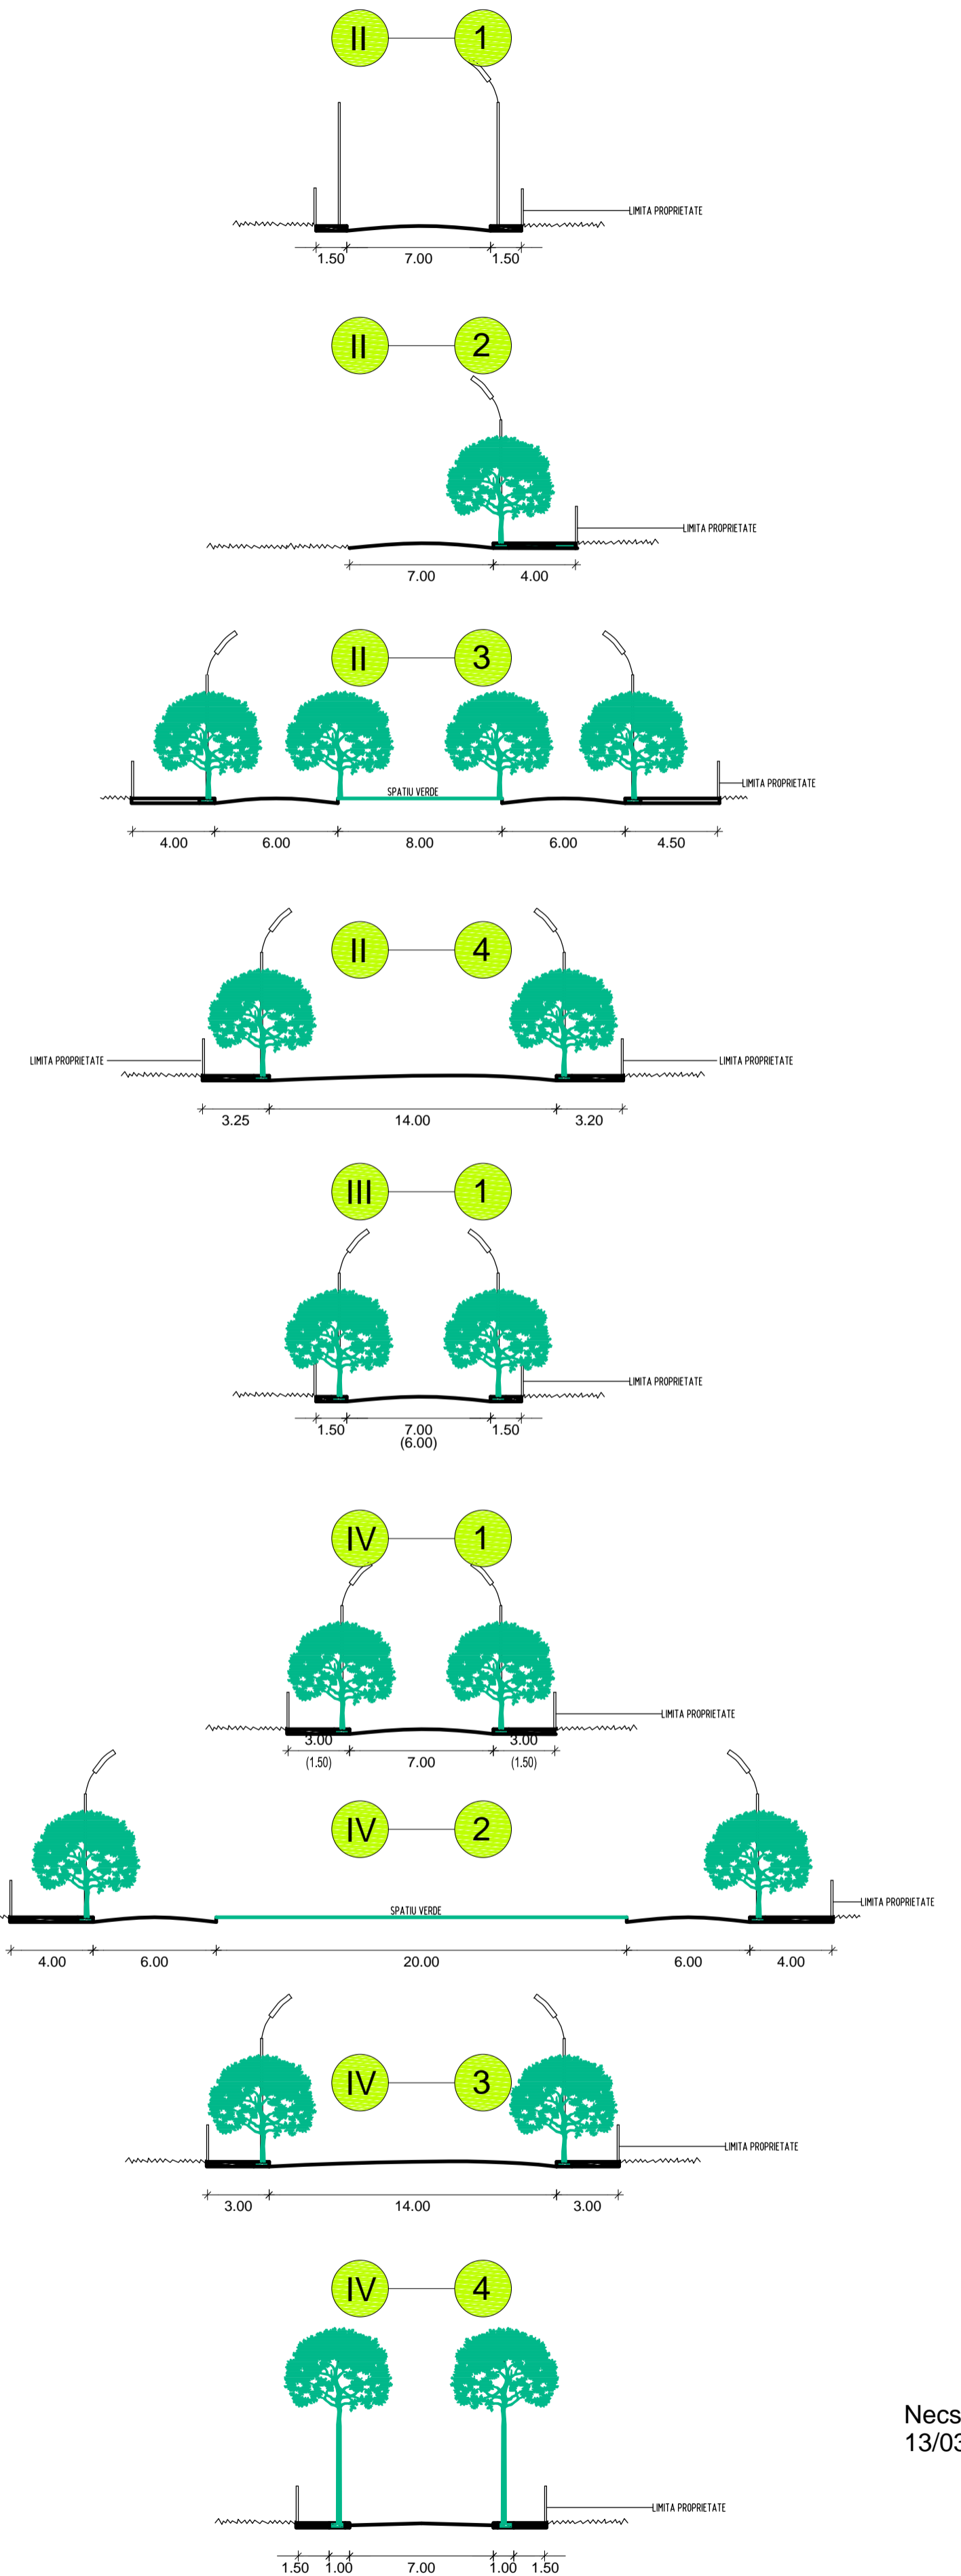 II 1
LIMITA PROPRIETATE
1.50 7.00 1.50
II 2
LIMITA PROPRIETATE
7.00 4.00
II 3
LIMITA PROPRIETATE
SPATIU VERDE
4.00 6.00 8.00 6.00 4.50
II 4
LIMITA PROPRIETATE LIMITA PROPRIETATE
3.25 14.00 3.20
III 1
LIMITA PROPRIETATE
1.50 7.00 1.50
(6.00)
IV 1
LIMITA PROPRIETATE
3.00 3.00
(1.50) 7.00 (1.50)
IV 2
LIMITA PROPRIETATE
SPATIU VERDE
4.00 6.00 20.00 6.00 4.00
IV 3
LIMITA PROPRIETATE
3.00 14.00 3.00
IV 4
Necs
13/03
LIMITA PROPRIETATE
1.50 1.00 7.00 1.00 1.50